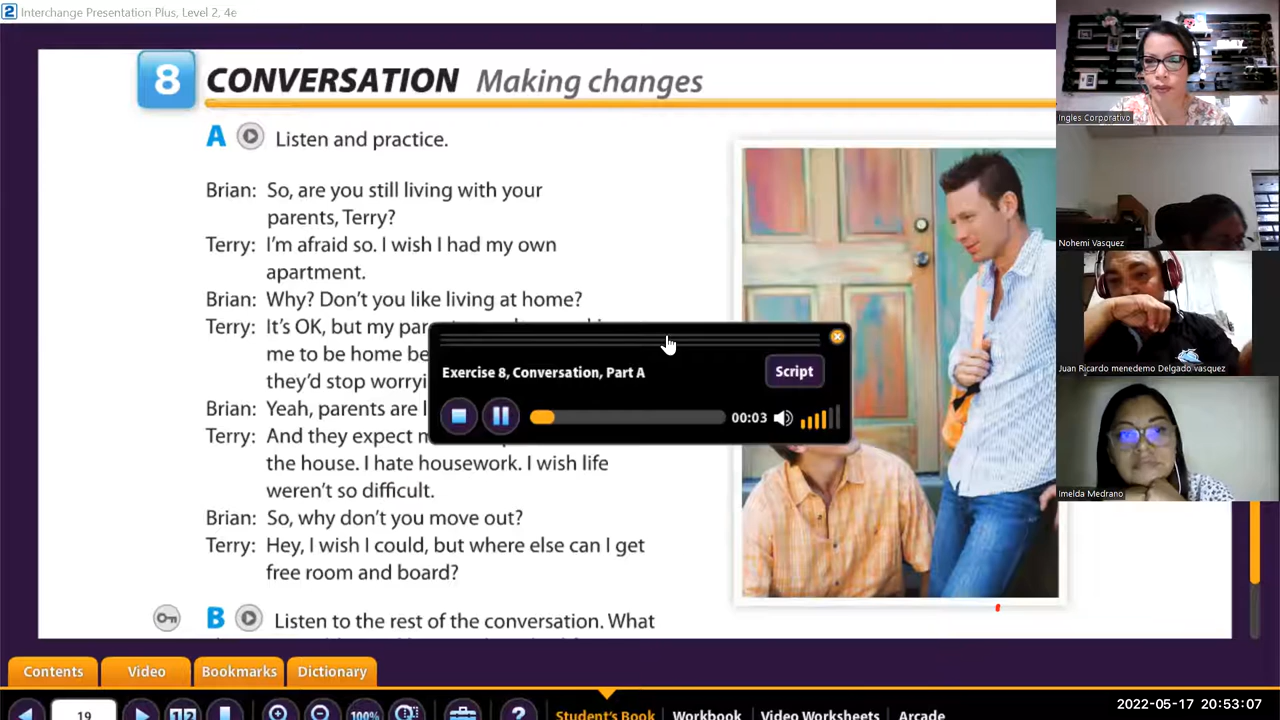 2 Interchange Presentation Plus, Level 2, 4e
8 CONVERSATION Making changes
A Listen and practice.
Brian: So, are you still living with your
parents, Terry?
Terry: I'm afraid so. I wish I had my own
apartment.
Brian: Why? Don't you like living at home?
Terry: It's OK, but my
me to be home
they'd stop
Brian: Yeah, parents are
Terry: And they expect
the house. I hate housework. I wish life
weren't so difficult.
Brian: So, why don't you move out?
Terry: Hey, I wish I could, but where else can I get
free room and board?
B Listen to the rest of the conversation. What
Exercise 8, Conversation, Part A
Script
00:03
Ingles Corporativo
Nohemi Vasquez
Juan Ricardo menedemo Delgado vasquez
Imelda Medrano
Contents Video Bookmarks Dictionary
19 1 2 100% ? Student's Book Workbook Video Worksheets Arcade
2022-05-17 20:53:07